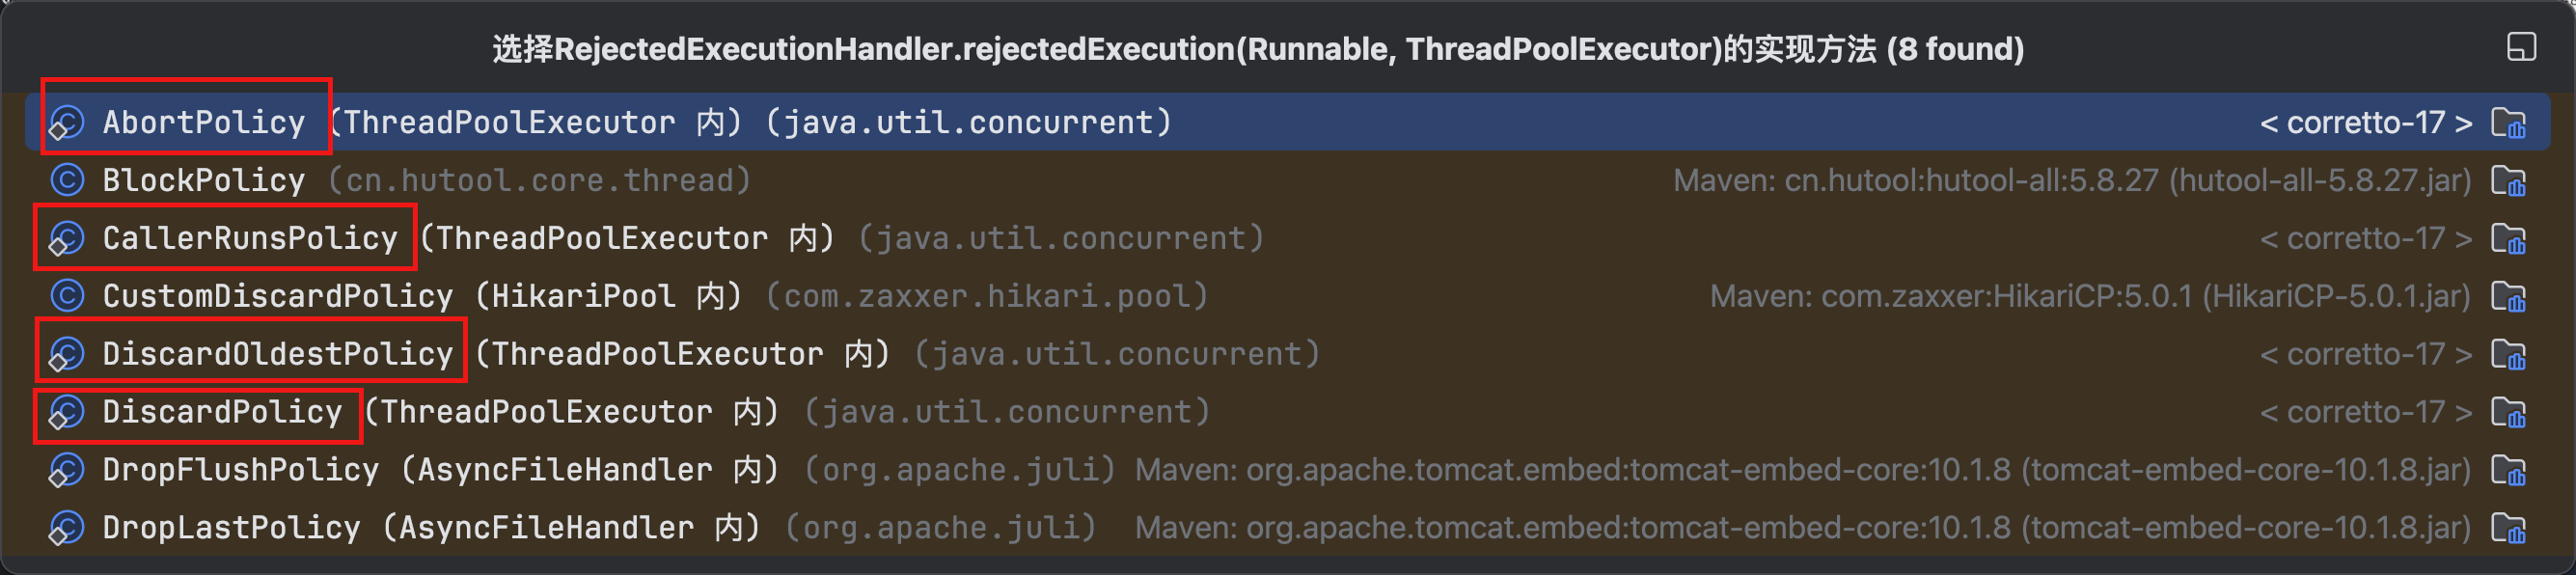 选择RejectedExecutionHandler.rejectedExecution(Runnable, ThreadPoolExecutor)的实现方法 (8 found)
AbortPolicy (ThreadPoolExecutor 内) (java.util.concurrent) < corretto-17 >
BlockPolicy (cn.hutool.core.thread) Maven: cn.hutool:hutool-all:5.8.27 (hutool-all-5.8.27.jar)
CallerRunsPolicy (ThreadPoolExecutor 内) (java.util.concurrent) < corretto-17 >
CustomDiscardPolicy (HikariPool 内) (com.zaxxer.hikari.pool) Maven: com.zaxxer:HikariCP:5.0.1 (HikariCP-5.0.1.jar)
DiscardOldestPolicy (ThreadPoolExecutor 内) (java.util.concurrent) < corretto-17 >
DiscardPolicy (ThreadPoolExecutor 内) (java.util.concurrent) < corretto-17 >
DropFlushPolicy (AsyncFileHandler 内) (org.apache.juli) Maven: org.apache.tomcat.embed:tomcat-embed-core:10.1.8 (tomcat-embed-core-10.1.8.jar)
DropLastPolicy (AsyncFileHandler 内) (org.apache.juli) Maven: org.apache.tomcat.embed:tomcat-embed-core:10.1.8 (tomcat-embed-core-10.1.8.jar)